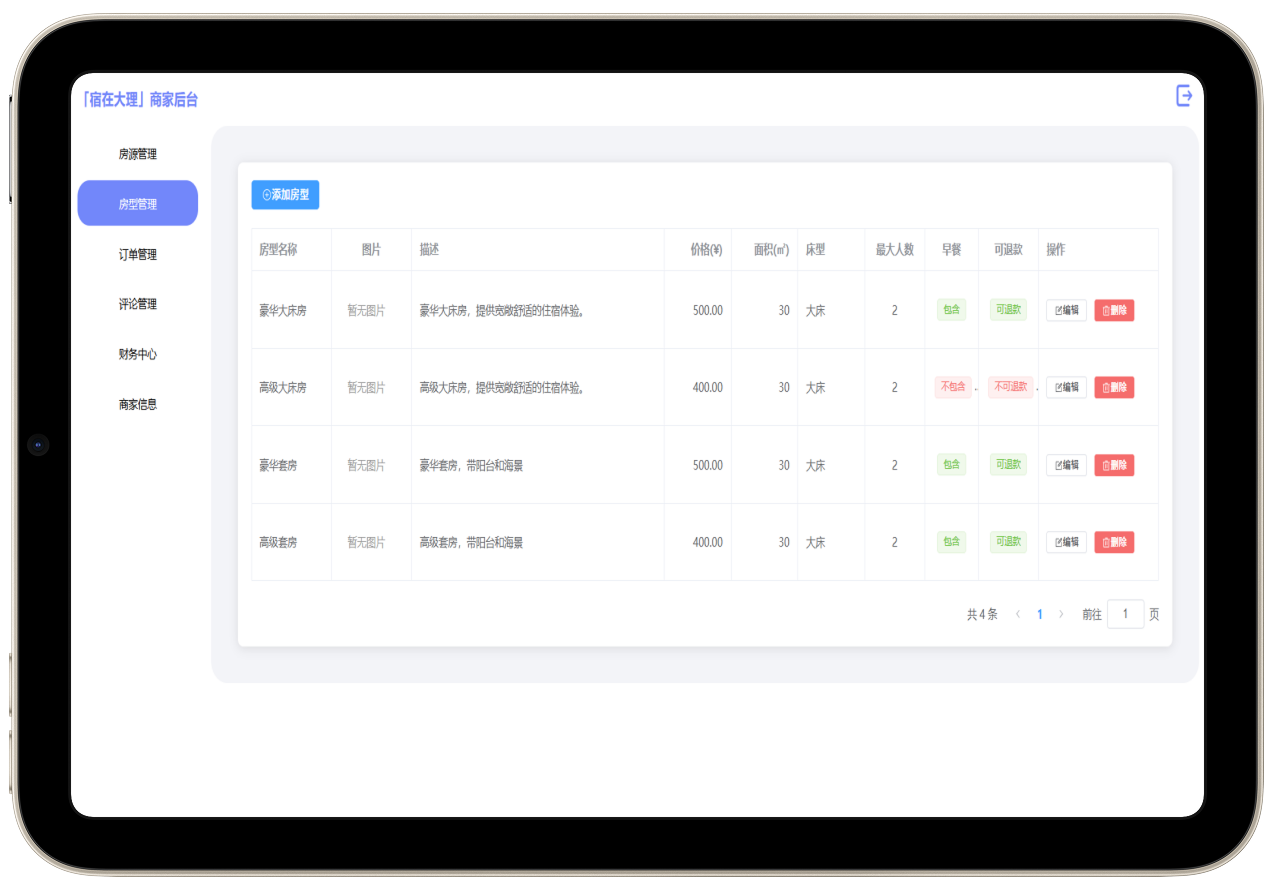 「宿在大理」商家后台
房源管理
房型管理
订单管理
评论管理
财务中心
商家信息
添加房型
房型名称 图片 描述 价格(¥) 面积(㎡) 床型 最大人数 早餐 可退款 操作
豪华大床房 暂无图片 豪华大床房，提供宽敞舒适的住宿体验。 500.00 30 大床 2 包含 可退款 编辑 删除
高级大床房 暂无图片 高级大床房，提供宽敞舒适的住宿体验。 400.00 30 大床 2 不包含 不可退款 编辑 删除
豪华套房 暂无图片 豪华套房，带阳台和海景 500.00 30 大床 2 包含 可退款 编辑 删除
高级套房 暂无图片 高级套房，带阳台和海景 400.00 30 大床 2 包含 可退款 编辑 删除
共 4 条 1 前往 1 页